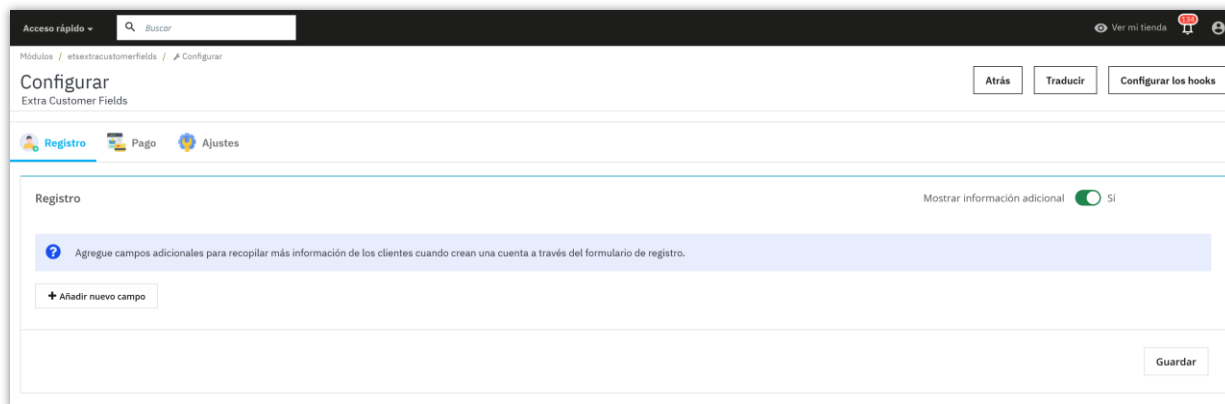 Acceso rápido Buscar Ver mi tienda 134
Módulos / etsextracustomerfields / Configurar
Configurar
Extra Customer Fields
Atrás Traducir Configurar los hooks
Registro Pago Ajustes
Registro Mostrar información adicional Sí
? Agregue campos adicionales para recopilar más información de los clientes cuando crean una cuenta a través del formulario de registro.
+ Añadir nuevo campo
Guardar